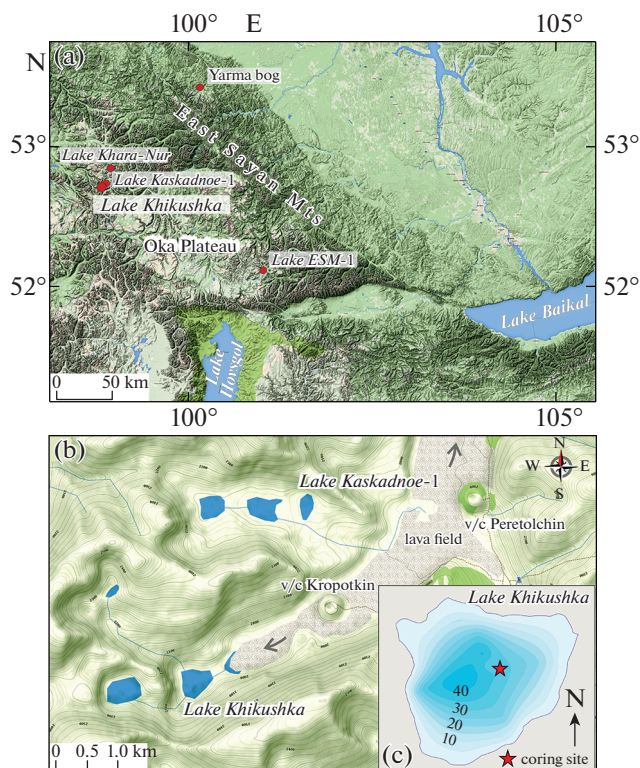 100° E 105°
N
(a)
Yarma bog
53° 53°
East Sayan Mts
Lake Khara-Nur
Lake Kaskadnoe-1
Lake Khikushka
Oka Plateau
Lake ESM-1
52° 52°
Lake Baikal
Lake
Hovsgol
0 50 km
100° 105°
(b)
N
W E
S
Lake Kaskadnoe-1
v/c Peretolchin
lava field
v/c Kropotkin
Lake Khikushka
0 0.5 1.0 km
Lake Khikushka
40
30
20
10
N
(c)
coring site